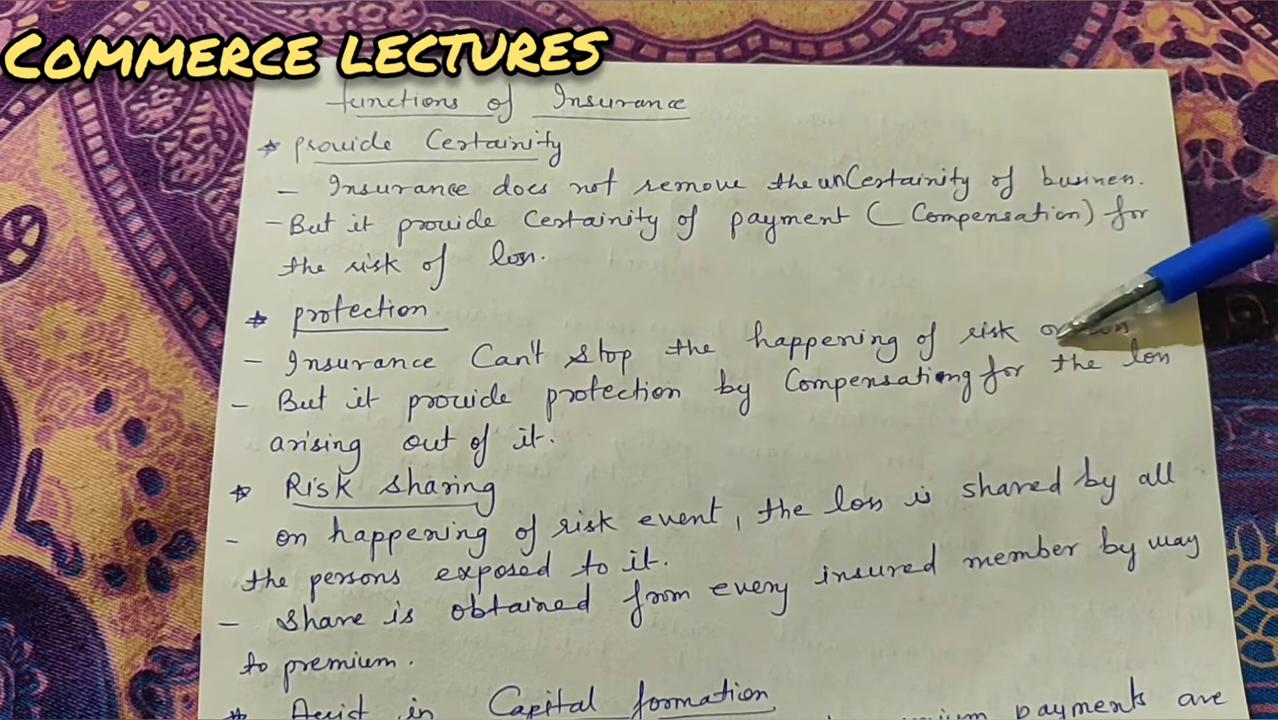 COMMERCE LECTURES
functions of Insurance
* provide Certainity
- Insurance does not remove the unCertainity of business.
- But it provide Certainity of payment ( Compensation) for
the risk of loss.
* protection
- Insurance Can't stop the happening of risk or
- But it provide protection by Compensating for the loss
arising out of it.
* Risk sharing
- on happening of risk event, the loss is shared by all
the persons exposed to it.
- share is obtained from every insured member by way
to premium.
* Assist in Capital formation
payments are